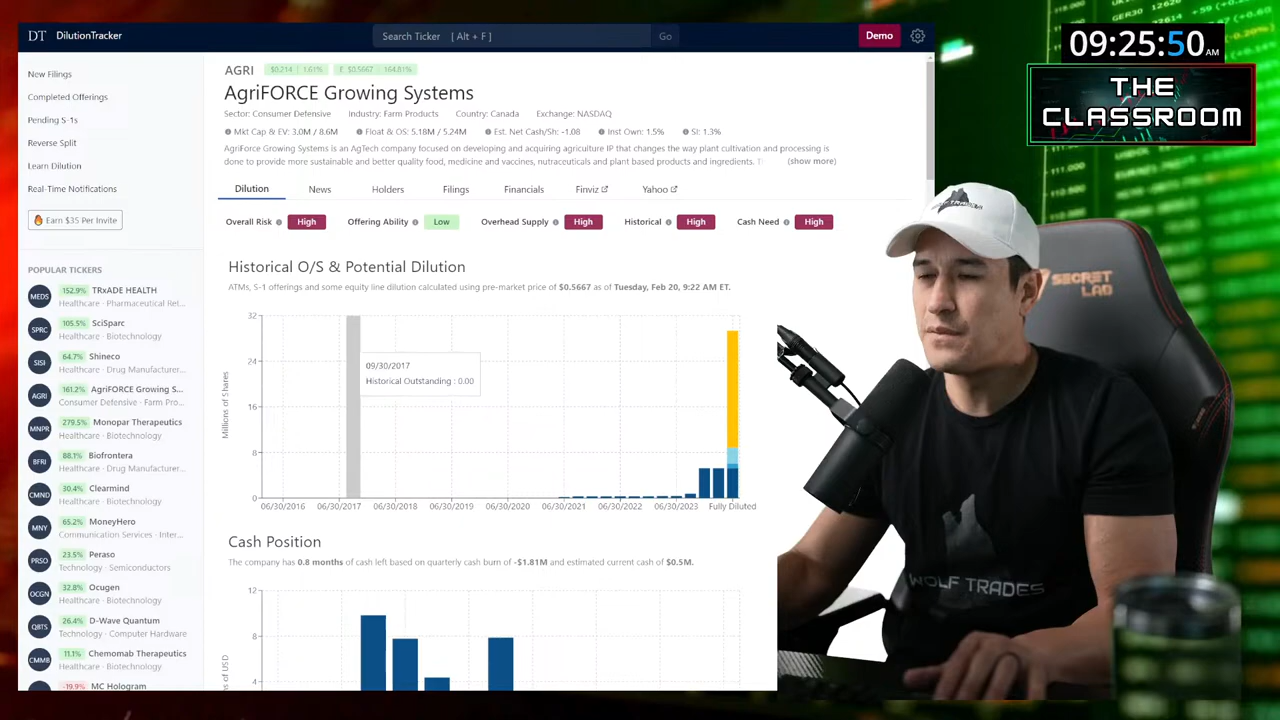 DT DilutionTracker
Search Ticker [ Alt + F ]
Go
Demo
09:25:50 AM
THE
CLASSROOM
New Filings
Completed Offerings
Pending S-1s
Reverse Split
Learn Dilution
Real-Time Notifications
Earn $35 Per Invite
POPULAR TICKERS
MEDS 152.9% TRxADE HEALTH
Healthcare · Pharmaceutical Ret...
SPRC 105.5% SciSparc
Healthcare · Biotechnology
SISI 64.7% Shineco
Healthcare · Drug Manufacturer...
AGRI 161.2% AgriFORCE Growing S...
Consumer Defensive · Farm Pro...
MNPR 279.5% Monopar Therapeutics
Healthcare · Biotechnology
BFRI 88.1% Biofrontera
Healthcare · Drug Manufacturer...
CMND 30.4% Clearmind
Healthcare · Biotechnology
MNY 65.2% MoneyHero
Communication Services · Inter...
PRSO 23.5% Peraso
Technology · Semiconductors
OCGN 32.8% Ocugen
Healthcare · Biotechnology
QBTS 26.4% D-Wave Quantum
Technology · Computer Hardware
CMMB 11.1% Chemomab Therapeutics
Healthcare · Biotechnology
-19.9% MC Hologram
AGRI $0.214 1.61% E $0.5667 164.81%
AgriFORCE Growing Systems
Sector: Consumer Defensive Industry: Farm Products Country: Canada Exchange: NASDAQ
Mkt Cap & EV: 3.0M / 8.6M Float & OS: 5.18M / 5.24M Est. Net Cash/Sh: -1.08 Inst Own: 1.5% SI: 1.3%
AgriForce Growing Systems is an AgTech company focused on developing and acquiring agriculture IP that changes the way plant cultivation and processing is
done to provide more sustainable and better quality food, medicine and vaccines, nutraceuticals and plant based products and ingredients. T (show more)
Dilution News Holders Filings Financials Finviz Yahoo
Overall Risk High Offering Ability Low Overhead Supply High Historical High Cash Need High
Historical O/S & Potential Dilution
ATMs, S-1 offerings and some equity line dilution calculated using pre-market price of $0.5667 as of Tuesday, Feb 20, 9:22 AM ET.
Millions of Shares
32
24
16
8
0
09/30/2017
Historical Outstanding : 0.00
06/30/2016 06/30/2017 06/30/2018 06/30/2019 06/30/2020 06/30/2021 06/30/2022 06/30/2023 Fully Diluted
Cash Position
The company has 0.8 months of cash left based on quarterly cash burn of -$1.81M and estimated current cash of $0.5M.
12
8
4
of USD
SECRET
LAB
WOLF TRADES
WOLF TRADES